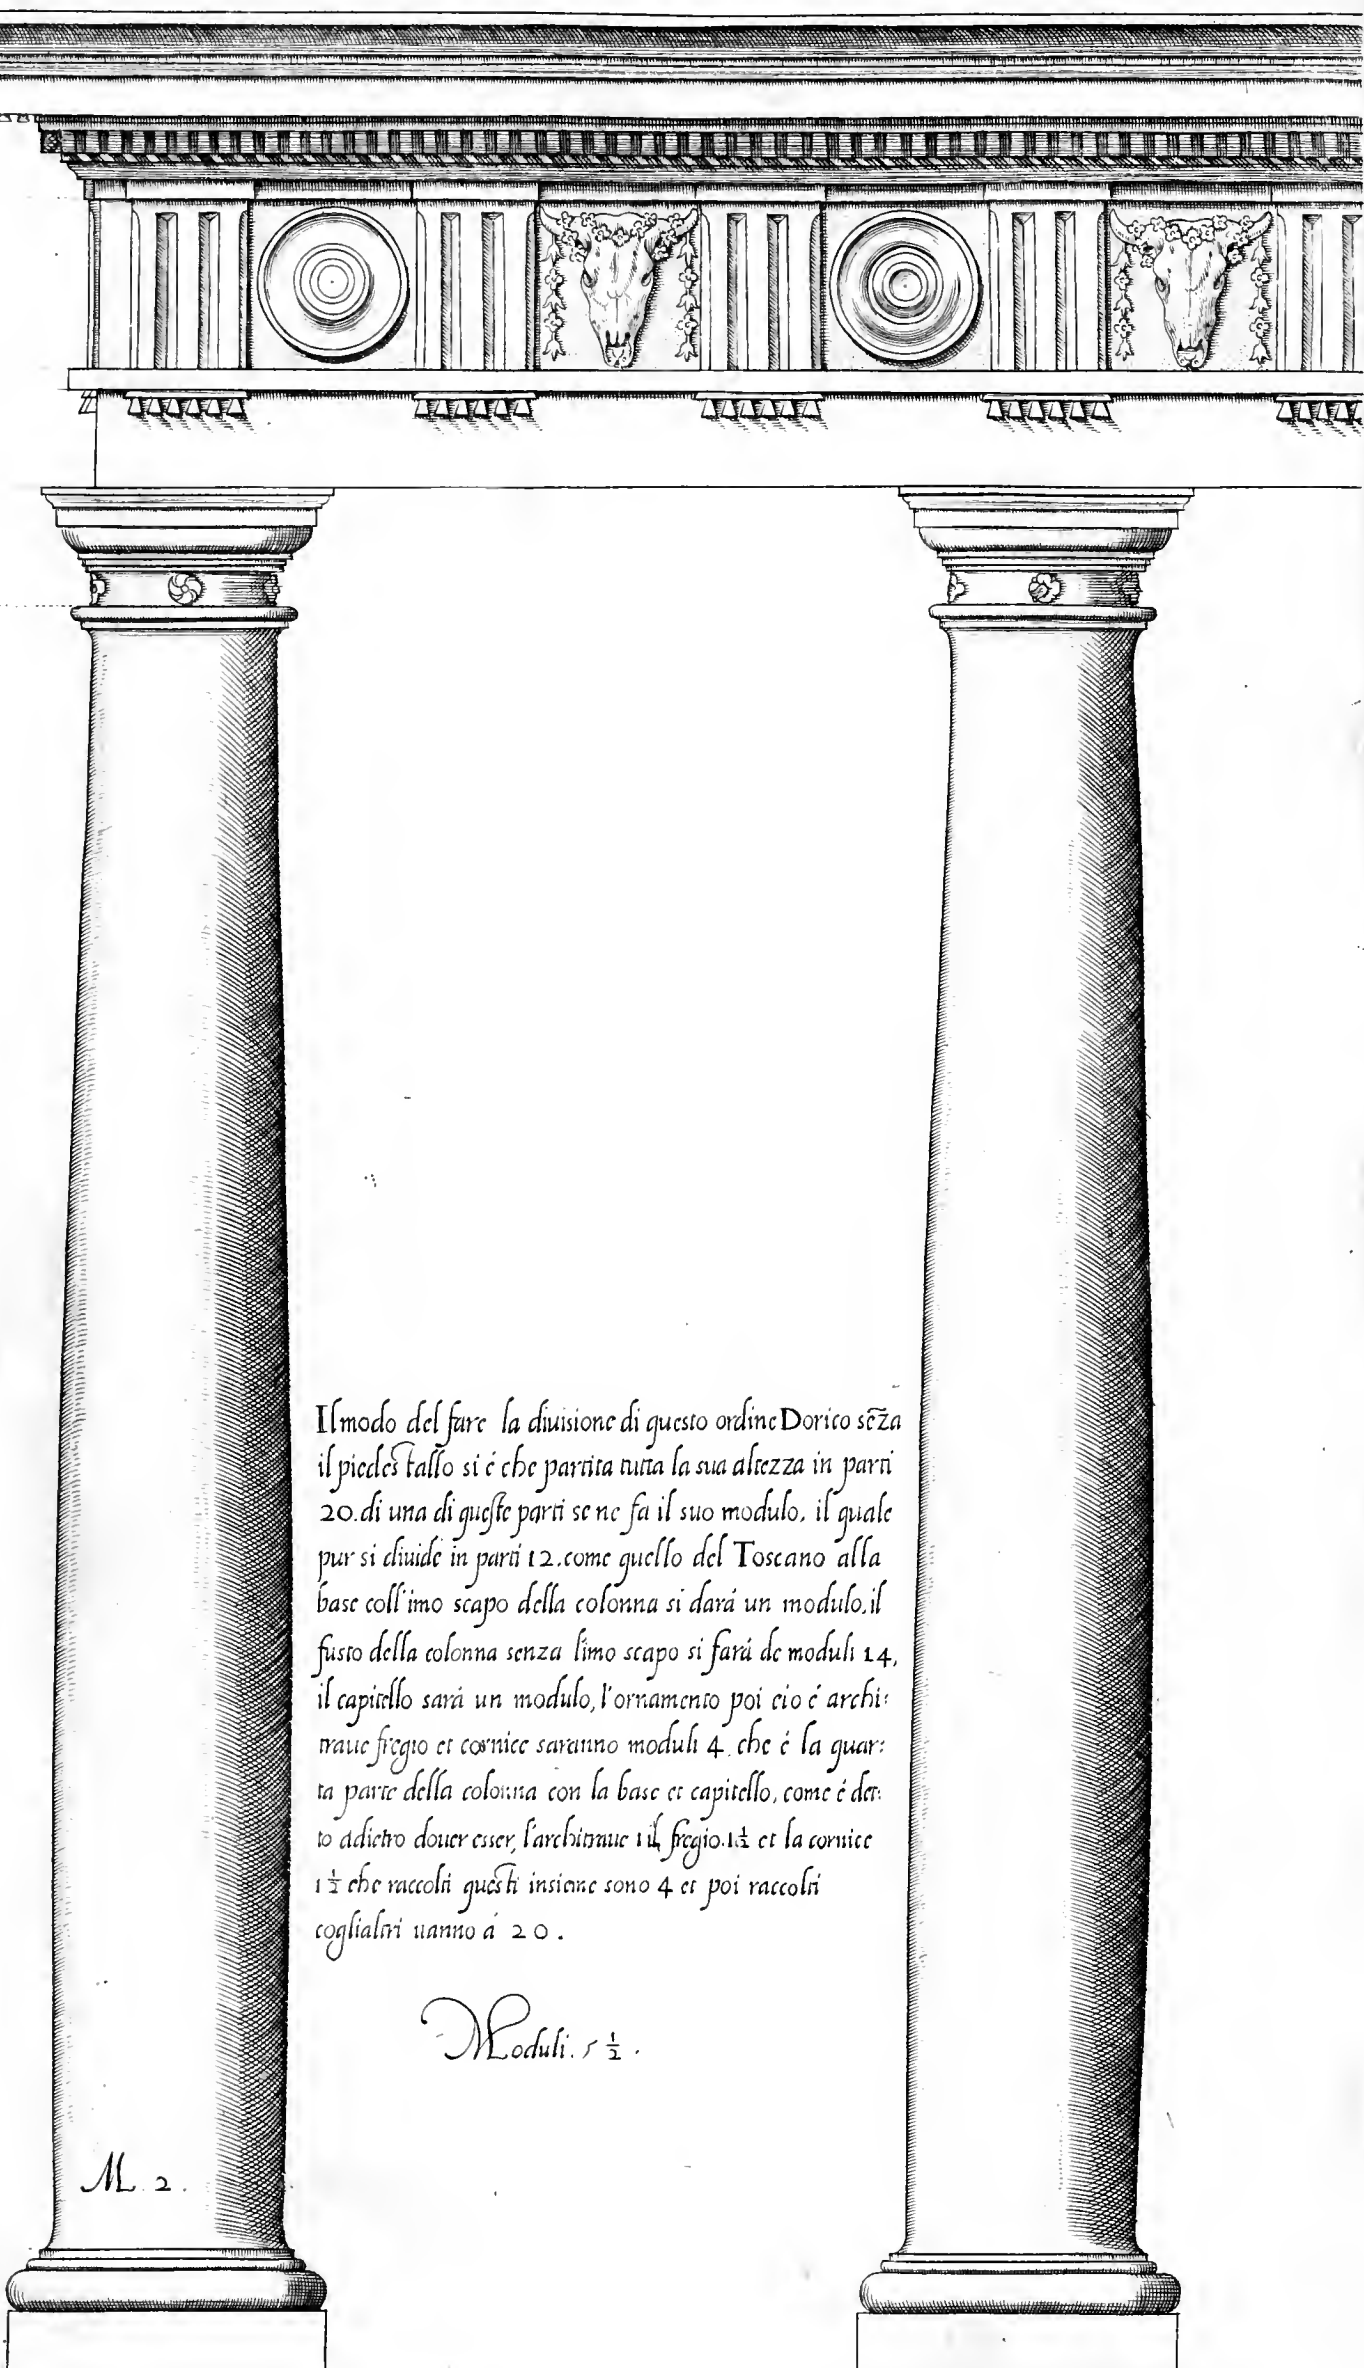 Il modo del fare la diuisione di questo ordine Dorico sēza
il piedestallo si é che partita tutta la sua altezza in parti
20. di una di queste parti se ne fa il suo modulo, il quale
pur si diuide in parti 12. come quello del Toscano alla
base coll'imo scapo della colonna si dará un modulo, il
fusto della colonna senza l'imo scapo si fará de moduli 14,
il capitello sará un modulo, l'ornamento poi cio é archi:
traue fregio et cornice saranno moduli 4. che é la quar:
ta parte della colonna con la base et capitello, come é det:
to adietro douer esser, l'architraue 1 il fregio. 1½ et la cornice
1½ che raccolti questi insieme sono 4 et poi raccolti
cogli altri uanno á 20.
Moduli. 5 ½.
M. 2.